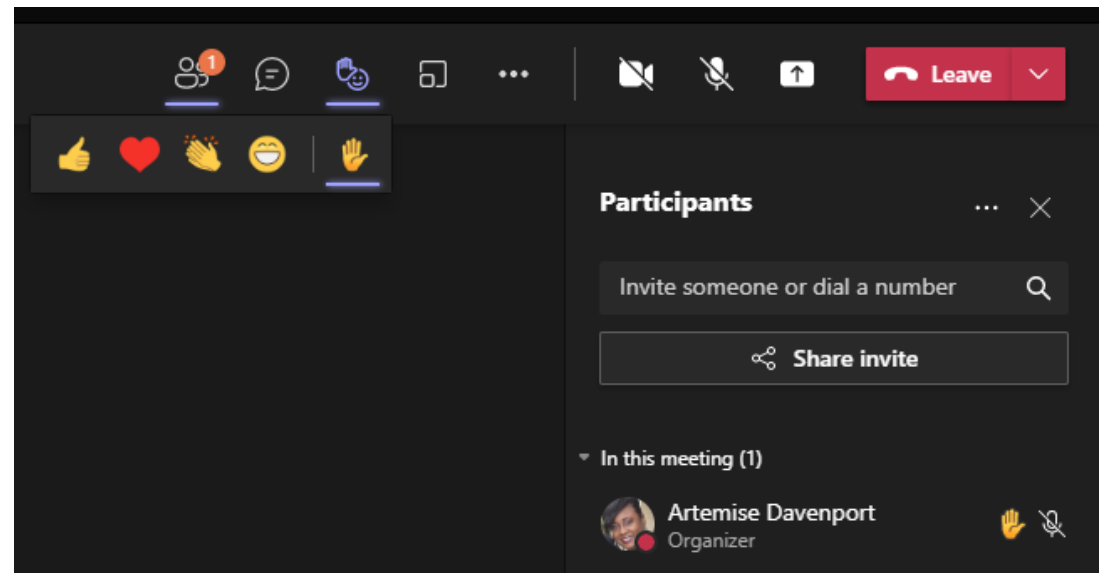 1
Leave
Participants
Invite someone or dial a number
Share invite
In this meeting (1)
Artemise Davenport
Organizer